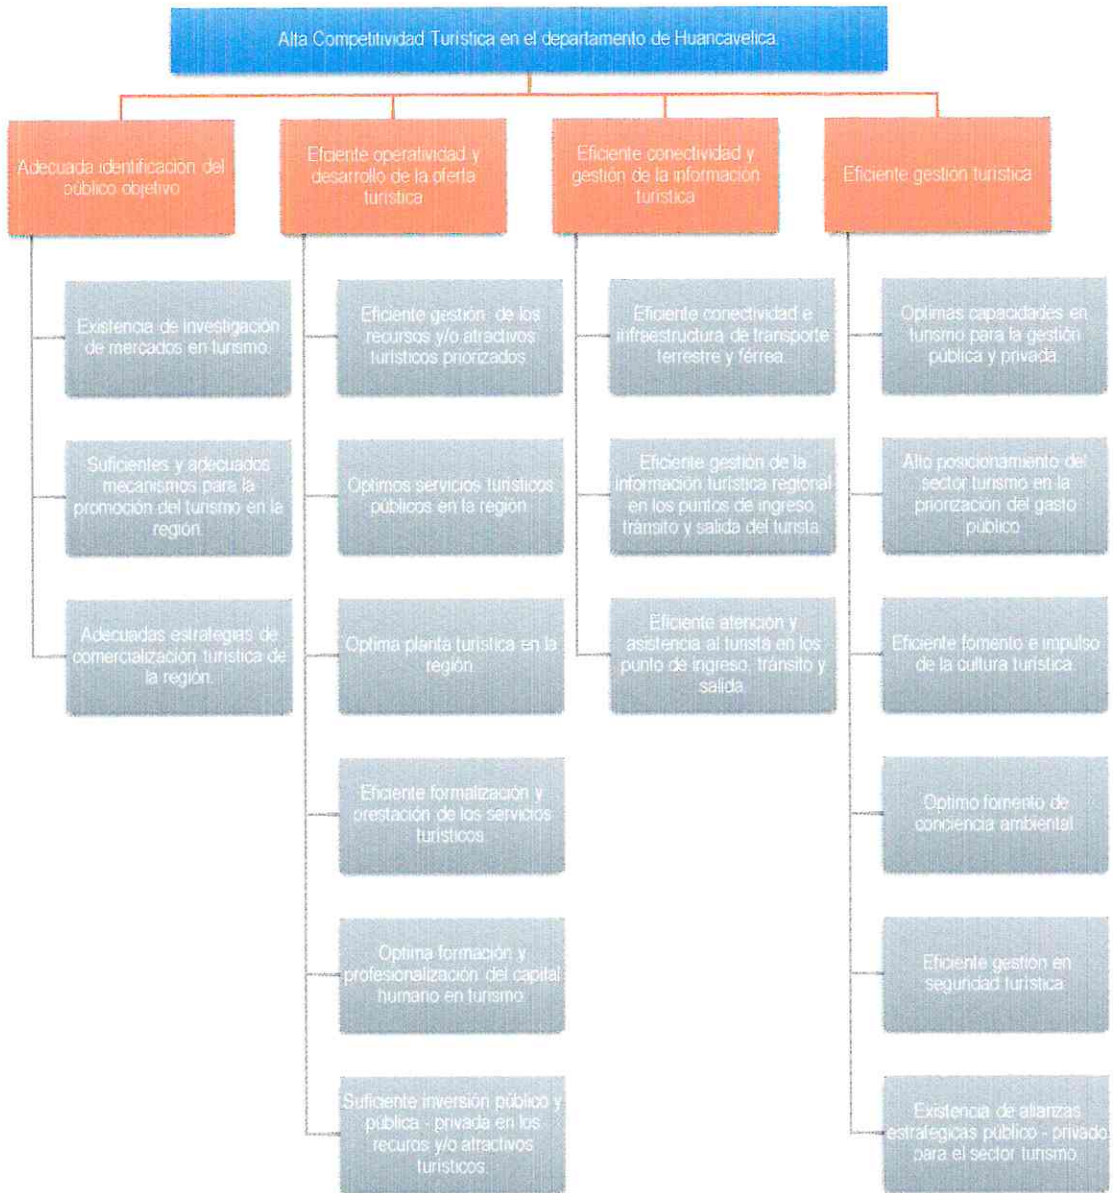 Alta Competitividad Turística en el departamento de Huancavelica.
Adecuada identificación del
público objetivo
Existencia de investigación
de mercados en turismo.
Suficientes y adecuados
mecanismos para la
promoción del turismo en la
región.
Adecuadas estrategias de
comercialización turística de
la región.
Eficiente operatividad y
desarrollo de la oferta
turística
Eficiente gestión de los
recursos y/o atractivos
turísticos priorizados
Optimos servicios turísticos
públicos en la región
Optima planta turística en la
región
Eficiente formalización y
prestación de los servicios
turísticos
Optima formación y
profesionalización del capital
humano en turismo.
Suficiente inversión público y
pública - privada en los
recuros y/o atractivos
turísticos.
Eficiente conectividad y
gestión de la información
turística
Eficiente conectividad e
infraestructura de transporte
terrestre y férrea.
Eficiente gestión de la
información turística regional
en los puntos de ingreso,
tránsito y salida del turista.
Eficiente atención y
asistencia al turista en los
punto de ingreso, tránsito y
salida.
Eficiente gestión turística
Optimas capacidades en
turismo para la gestión
pública y privada.
Alto posicionamiento del
sector turismo en la
priorización del gasto
público
Eficiente fomento e impulso
de la cultura turística.
Optimo fomento de
conciencia ambiental
Eficiente gestión en
seguridad turística
Existencia de alianzas
estrategicas público - privado
para el sector turismo.